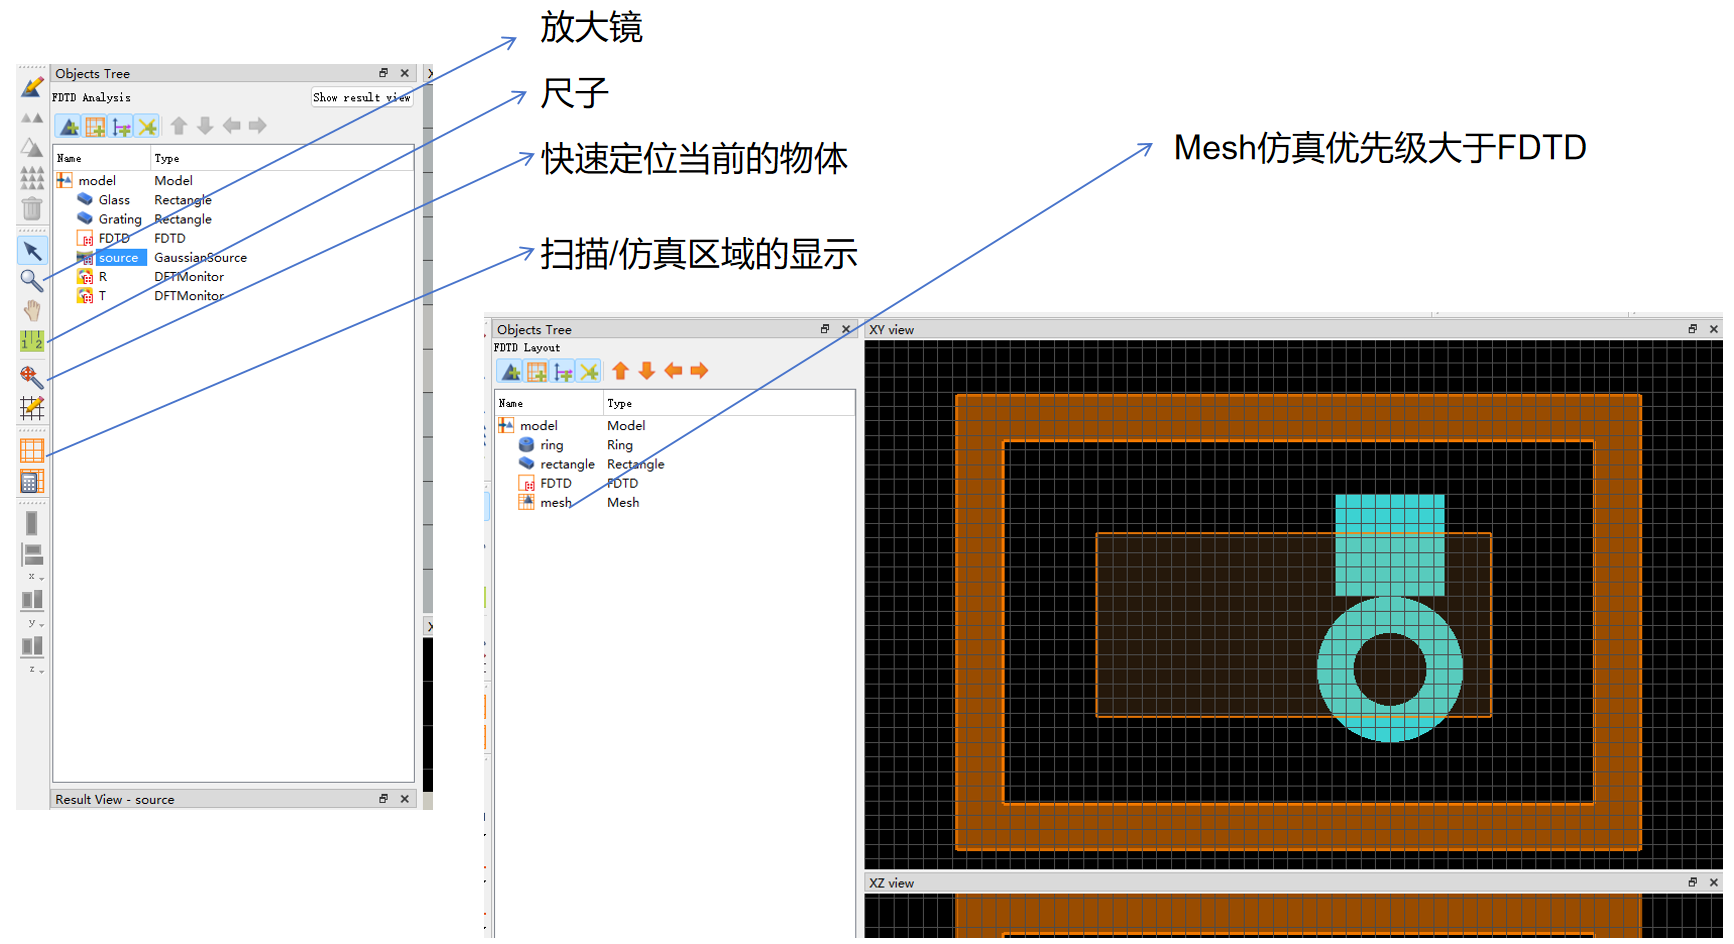 放大镜
尺子
快速定位当前的物体
扫描/仿真区域的显示
Mesh仿真优先级大于FDTD
Objects Tree
FDTD Analysis
Show result view
Name Type
model Model
Glass Rectangle
Grating Rectangle
FDTD FDTD
source GaussianSource
R DFTMonitor
T DFTMonitor
1 2
x
y
z
Result View - source
Objects Tree
FDTD Layout
Name Type
model Model
ring Ring
rectangle Rectangle
FDTD FDTD
mesh Mesh
XY view
XZ view